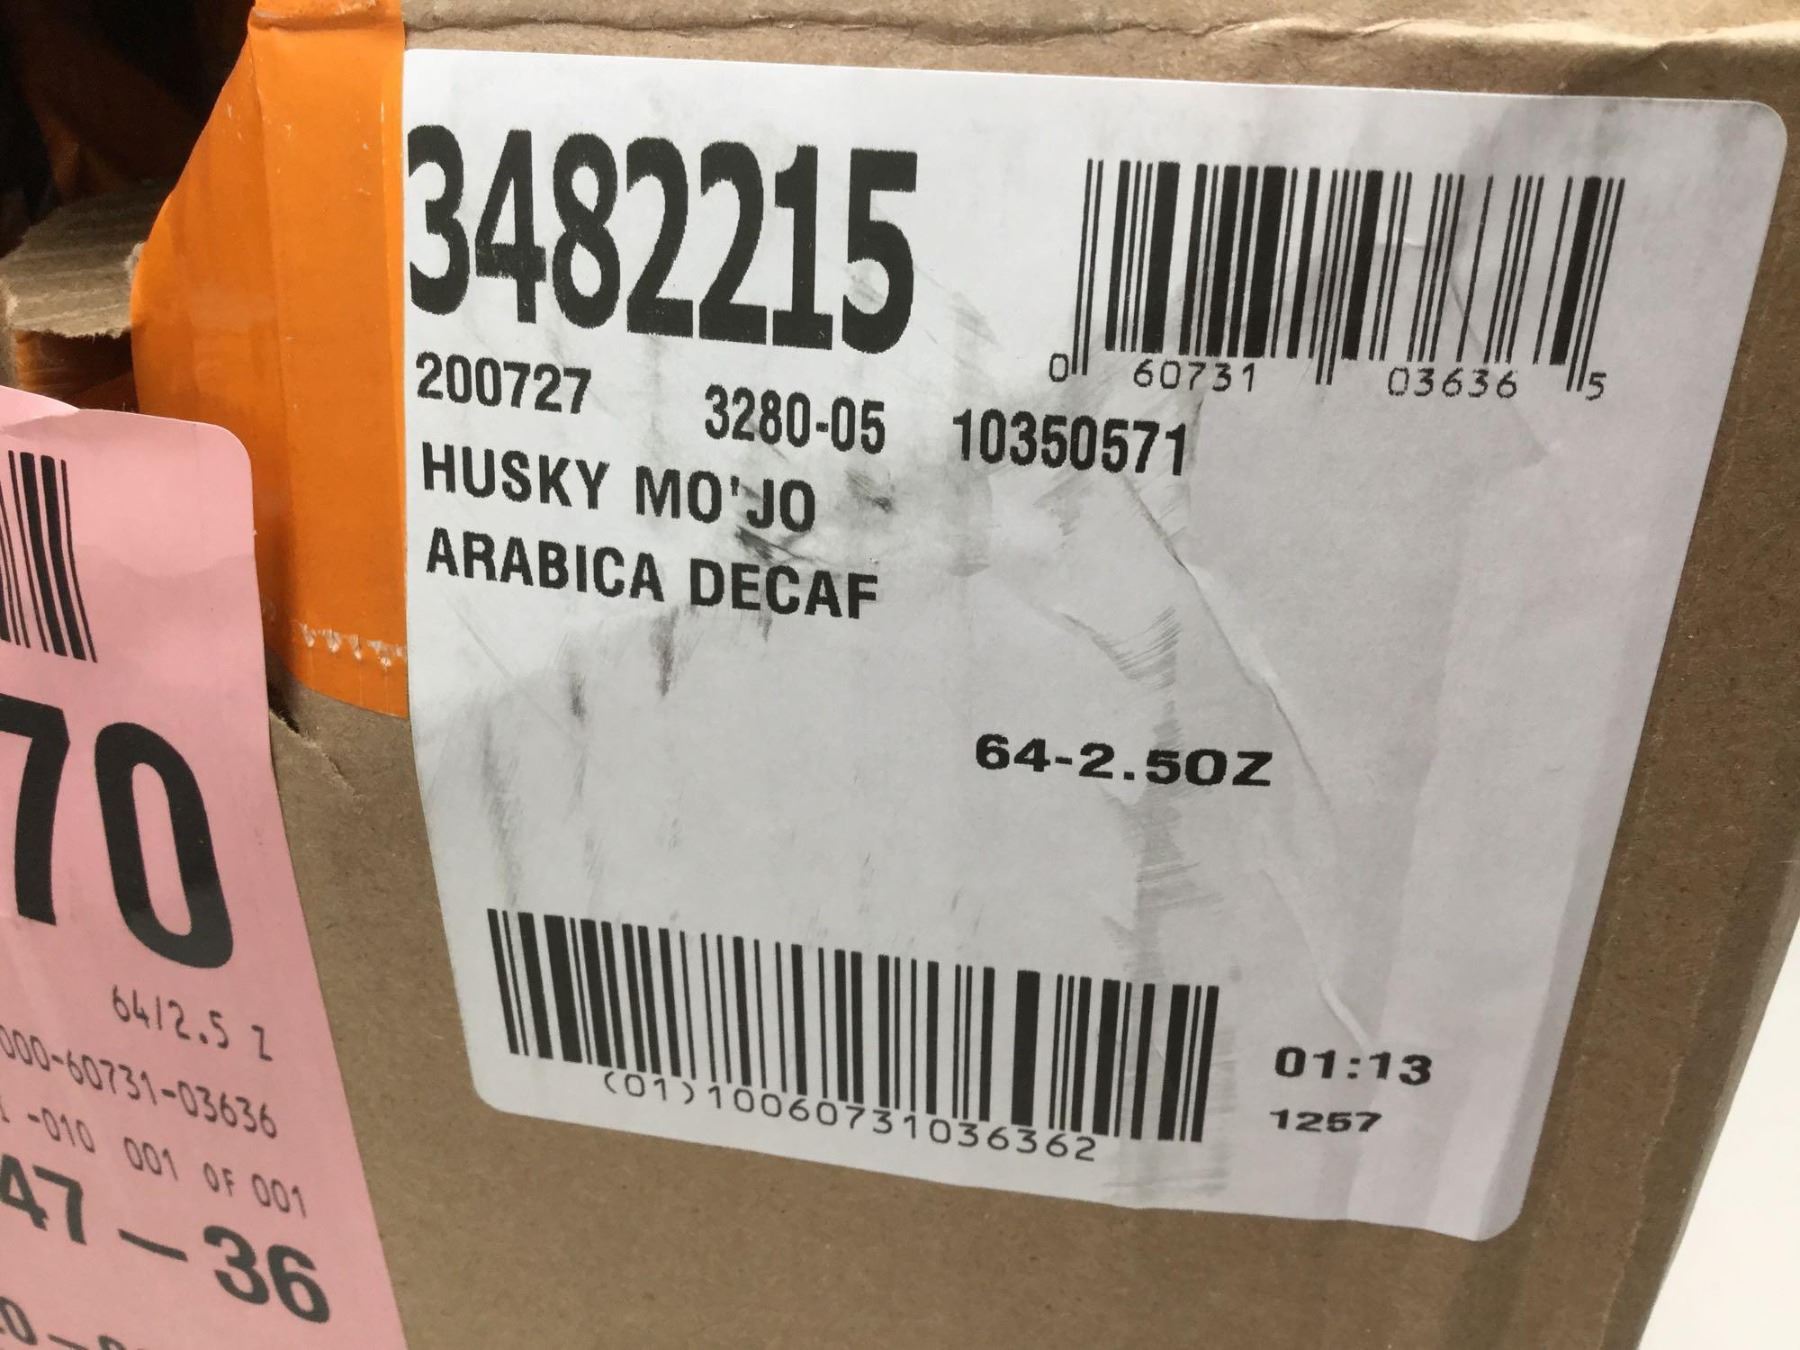 3482215
0 60731 03636 5
200727 3280-05 10350571
HUSKY MO'JO
ARABICA DECAF
64-2.5OZ
(01)10060731036362
01:13
1257
70
64/2.5 Z
000-60731-03636
-010 001 OF 001
47-36